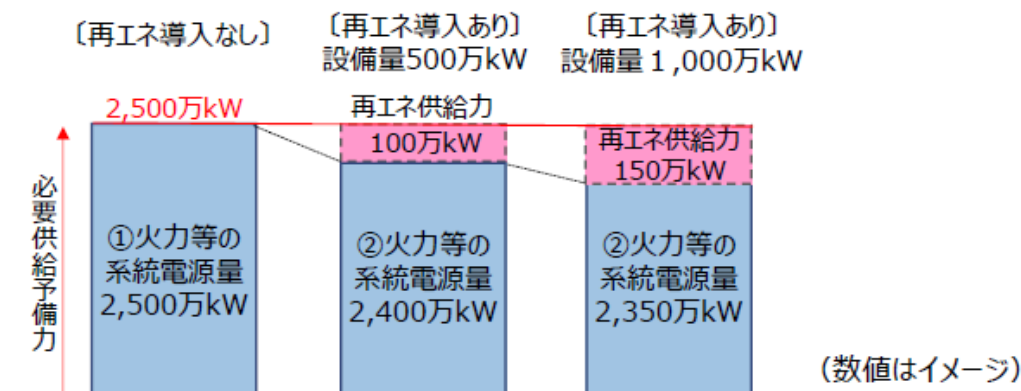 〔再エネ導入なし〕
〔再エネ導入あり〕
設備量500万kW
〔再エネ導入あり〕
設備量１,000万kW
2,500万kW
再エネ供給力
100万kW
再エネ供給力
150万kW
必要供給予備力
①火力等の
系統電源量
2,500万kW
②火力等の
系統電源量
2,400万kW
②火力等の
系統電源量
2,350万kW
（数値はイメージ）